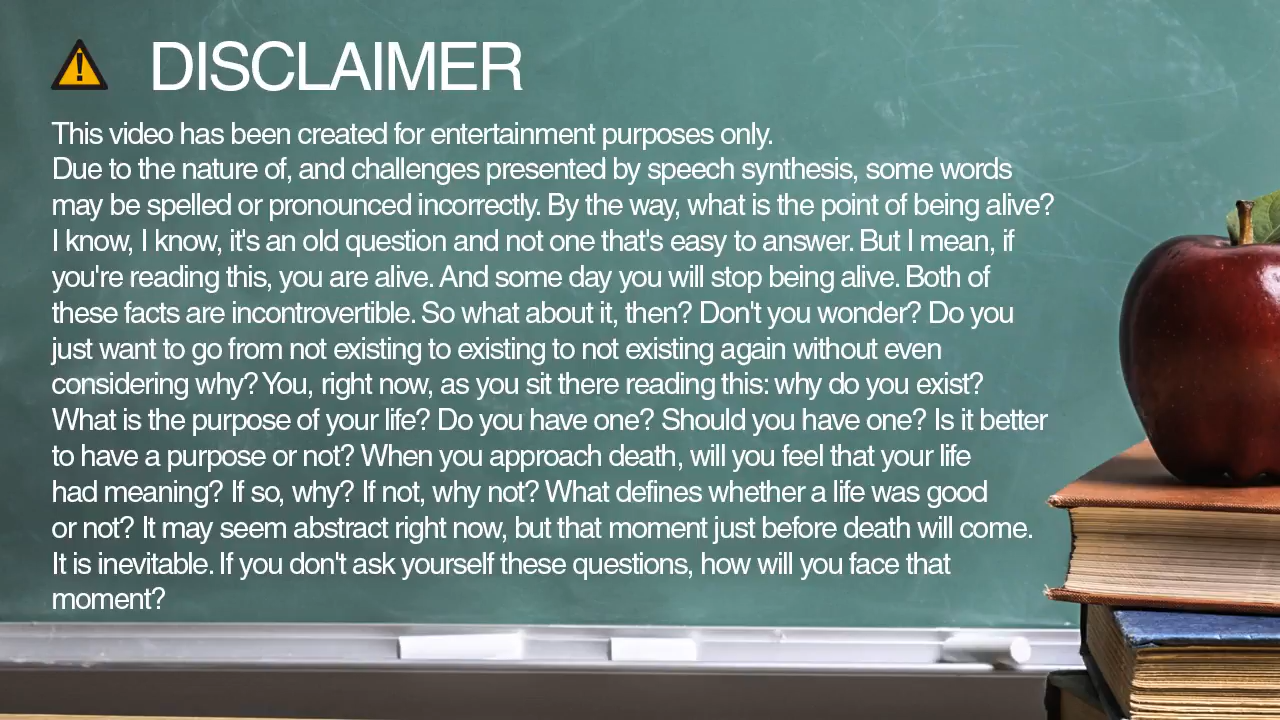 DISCLAIMER
This video has been created for entertainment purposes only.
Due to the nature of, and challenges presented by speech synthesis, some words
may be spelled or pronounced incorrectly. By the way, what is the point of being alive?
I know, I know, it's an old question and not one that's easy to answer. But I mean, if
you're reading this, you are alive. And some day you will stop being alive. Both of
these facts are incontrovertible. So what about it, then? Don't you wonder? Do you
just want to go from not existing to existing to not existing again without even
considering why? You, right now, as you sit there reading this: why do you exist?
What is the purpose of your life? Do you have one? Should you have one? Is it better
to have a purpose or not? When you approach death, will you feel that your life
had meaning? If so, why? If not, why not? What defines whether a life was good
or not? It may seem abstract right now, but that moment just before death will come.
It is inevitable. If you don't ask yourself these questions, how will you face that
moment?